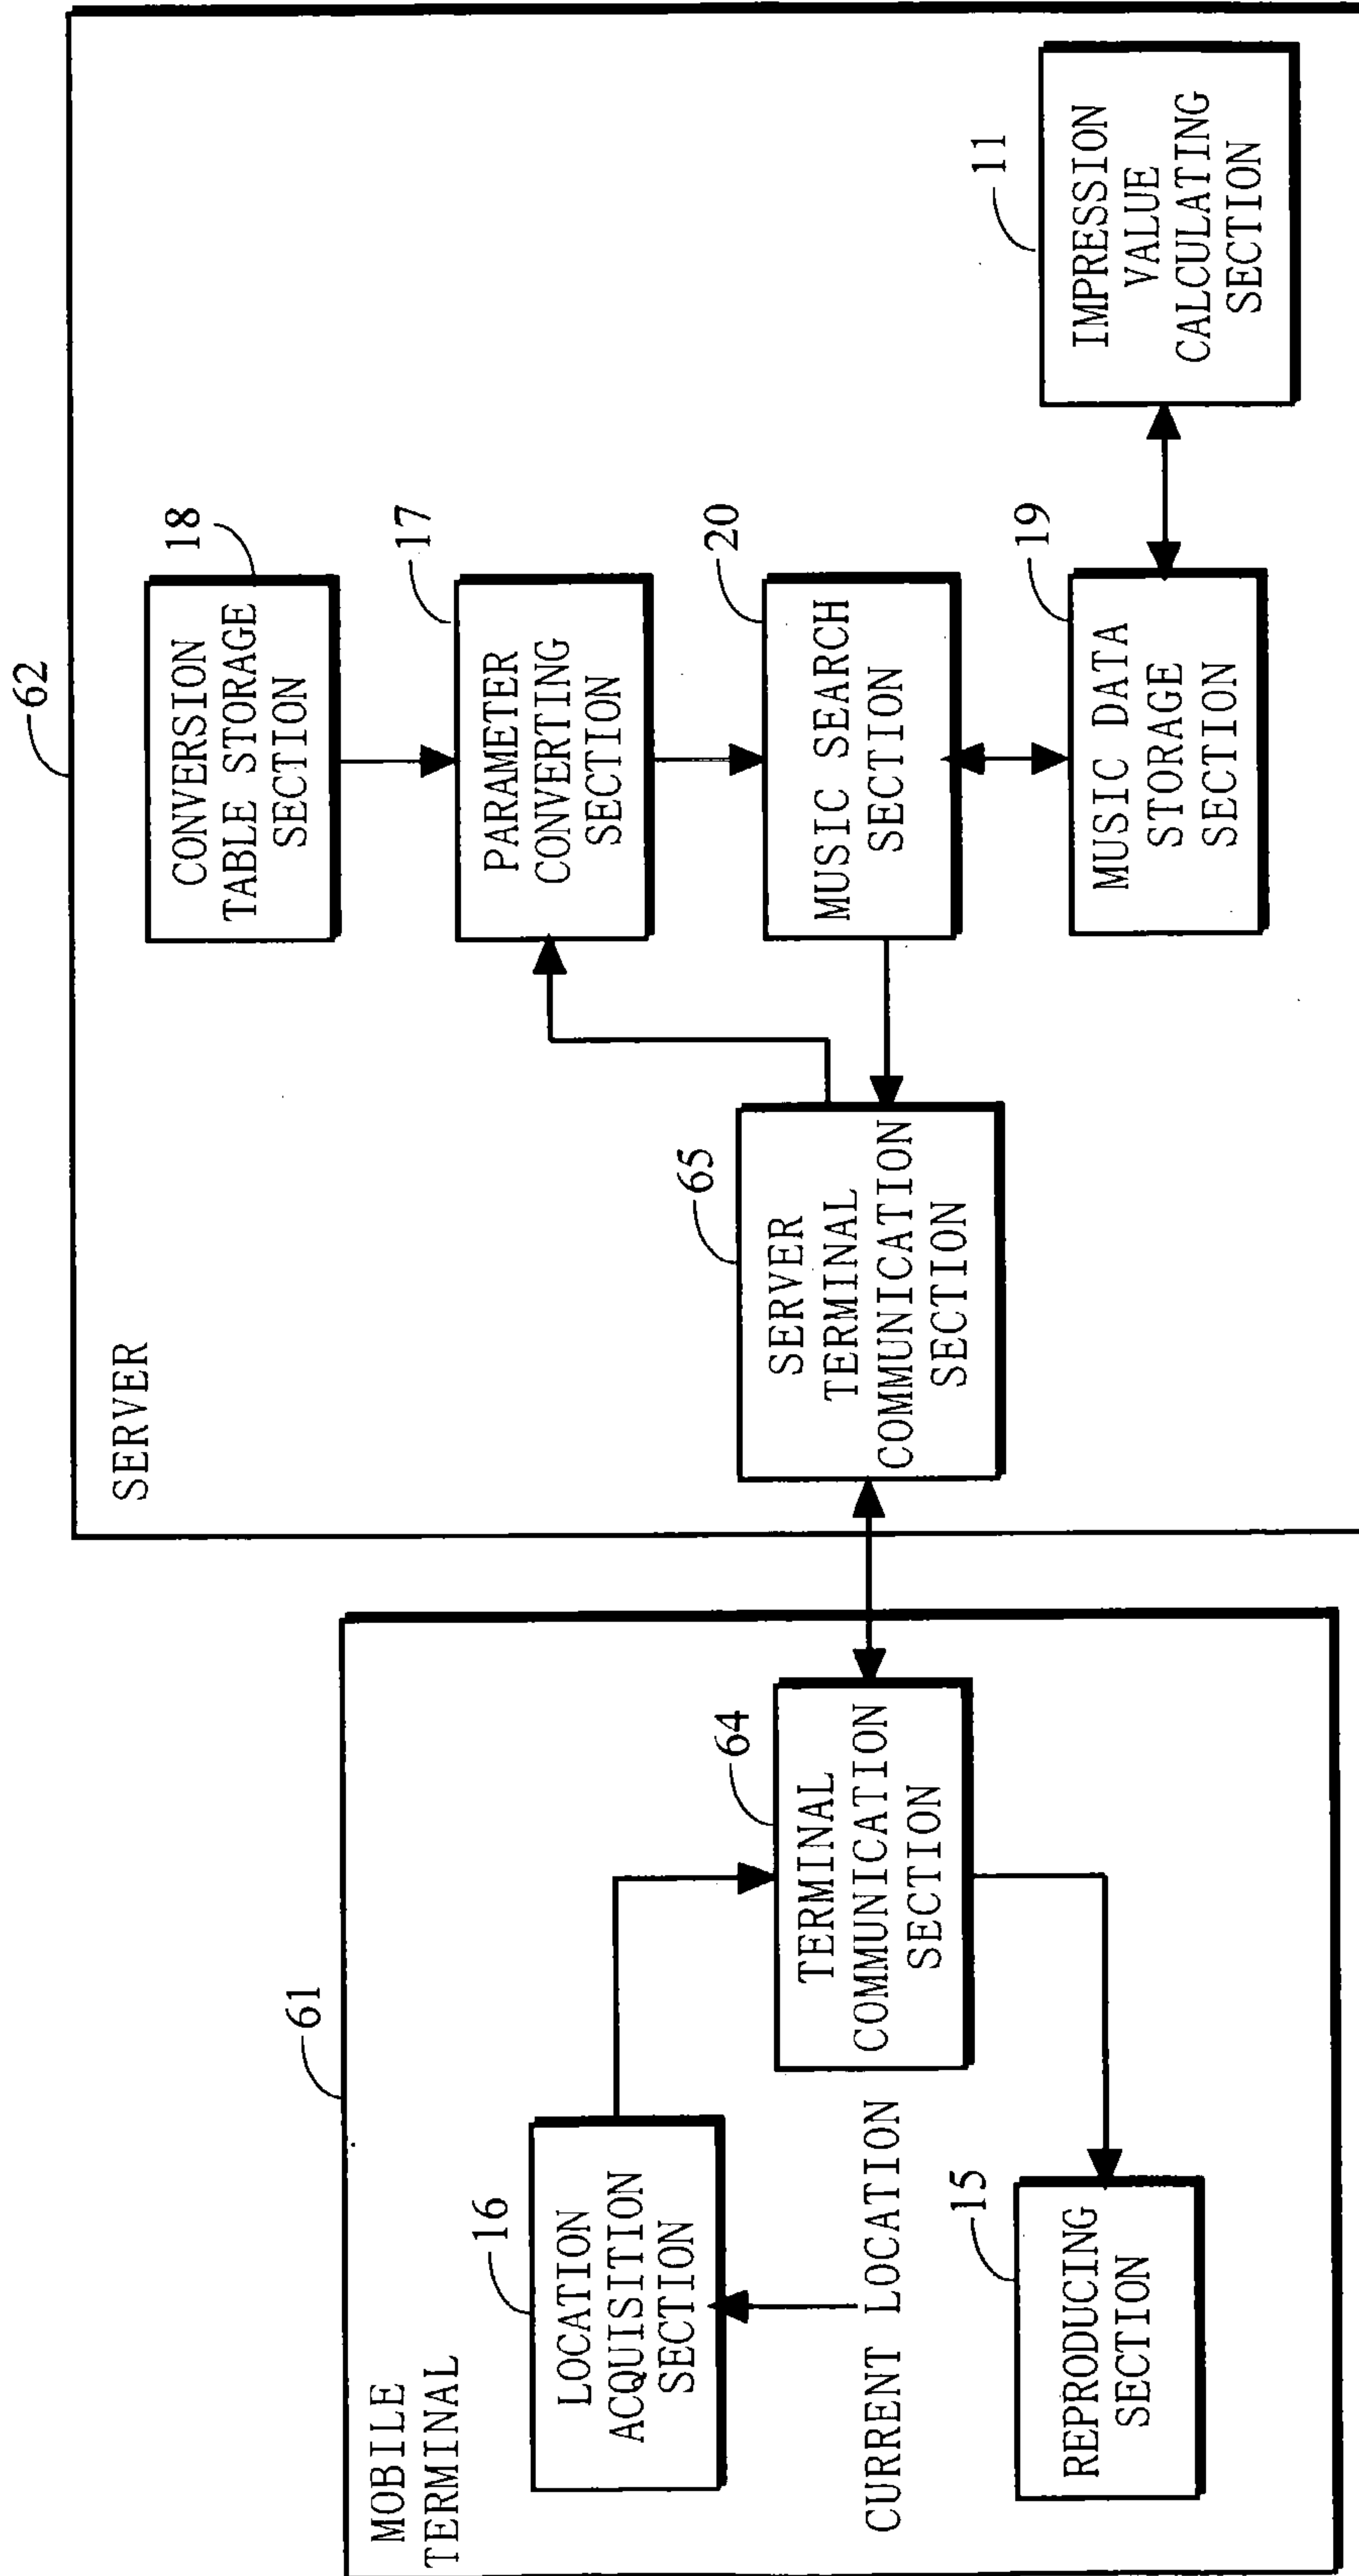 MOBILE
TERMINAL
61
16
LOCATION
ACQUISITION
SECTION
CURRENT LOCATION
15
REPRODUCING
SECTION
64
TERMINAL
COMMUNICATION
SECTION
62
SERVER
65
SERVER
TERMINAL
COMMUNICATION
SECTION
18
CONVERSION
TABLE STORAGE
SECTION
17
PARAMETER
CONVERTING
SECTION
20
MUSIC SEARCH
SECTION
19
MUSIC DATA
STORAGE
SECTION
11
IMPRESSION
VALUE
CALCULATING
SECTION